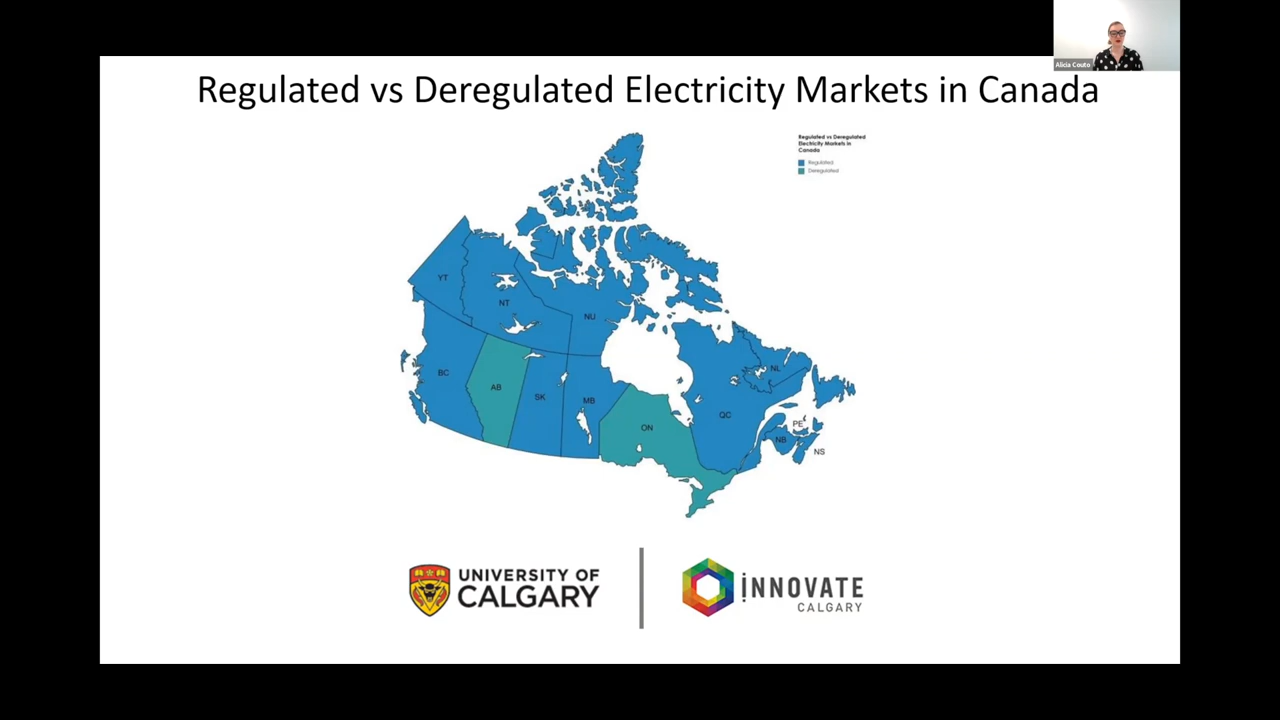 Alicia Couto
Regulated vs Deregulated Electricity Markets in Canada
Regulated vs Deregulated
Electricity Markets in
Canada
Regulated
Deregulated
YT
NT
NU
BC
AB
SK
MB
ON
QC
NL
PE
NB
NS
UNIVERSITY OF
CALGARY
INNOVATE
CALGARY